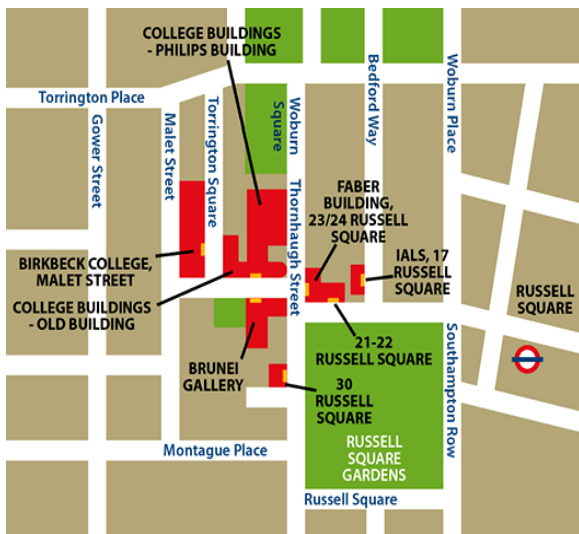 COLLEGE BUILDINGS
- PHILIPS BUILDING
Torrington Place
Gower Street
Malet Street
Torrington Square
Woburn
Square
Bedford Way
Woburn Place
Thornhaugh Street
FABER
BUILDING,
23/24 RUSSELL
SQUARE
IALS, 17
RUSSELL
SQUARE
BIRKBECK COLLEGE,
MALET STREET
COLLEGE BUILDINGS
- OLD BUILDING
RUSSELL
SQUARE
21-22
RUSSELL SQUARE
BRUNEI
GALLERY
30
RUSSELL
SQUARE
Southampton Row
Montague Place
RUSSELL
SQUARE
GARDENS
Russell Square